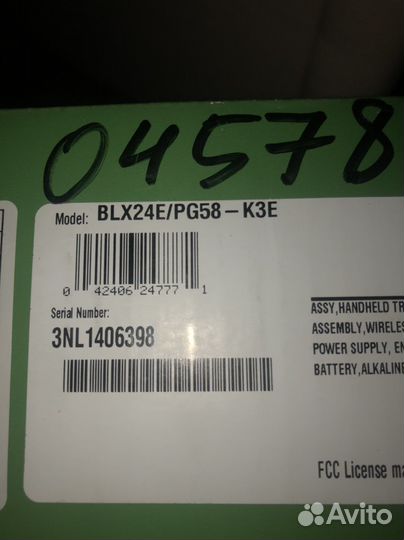 04578
Model: BLX24E/PG58-K3E
0 42406 24777 1
Serial Number:
3NL1406398
ASSY,HANDHELD TR
ASSEMBLY,WIRELES
POWER SUPPLY, EN
BATTERY,ALKALINE
FCC License ma
Avito